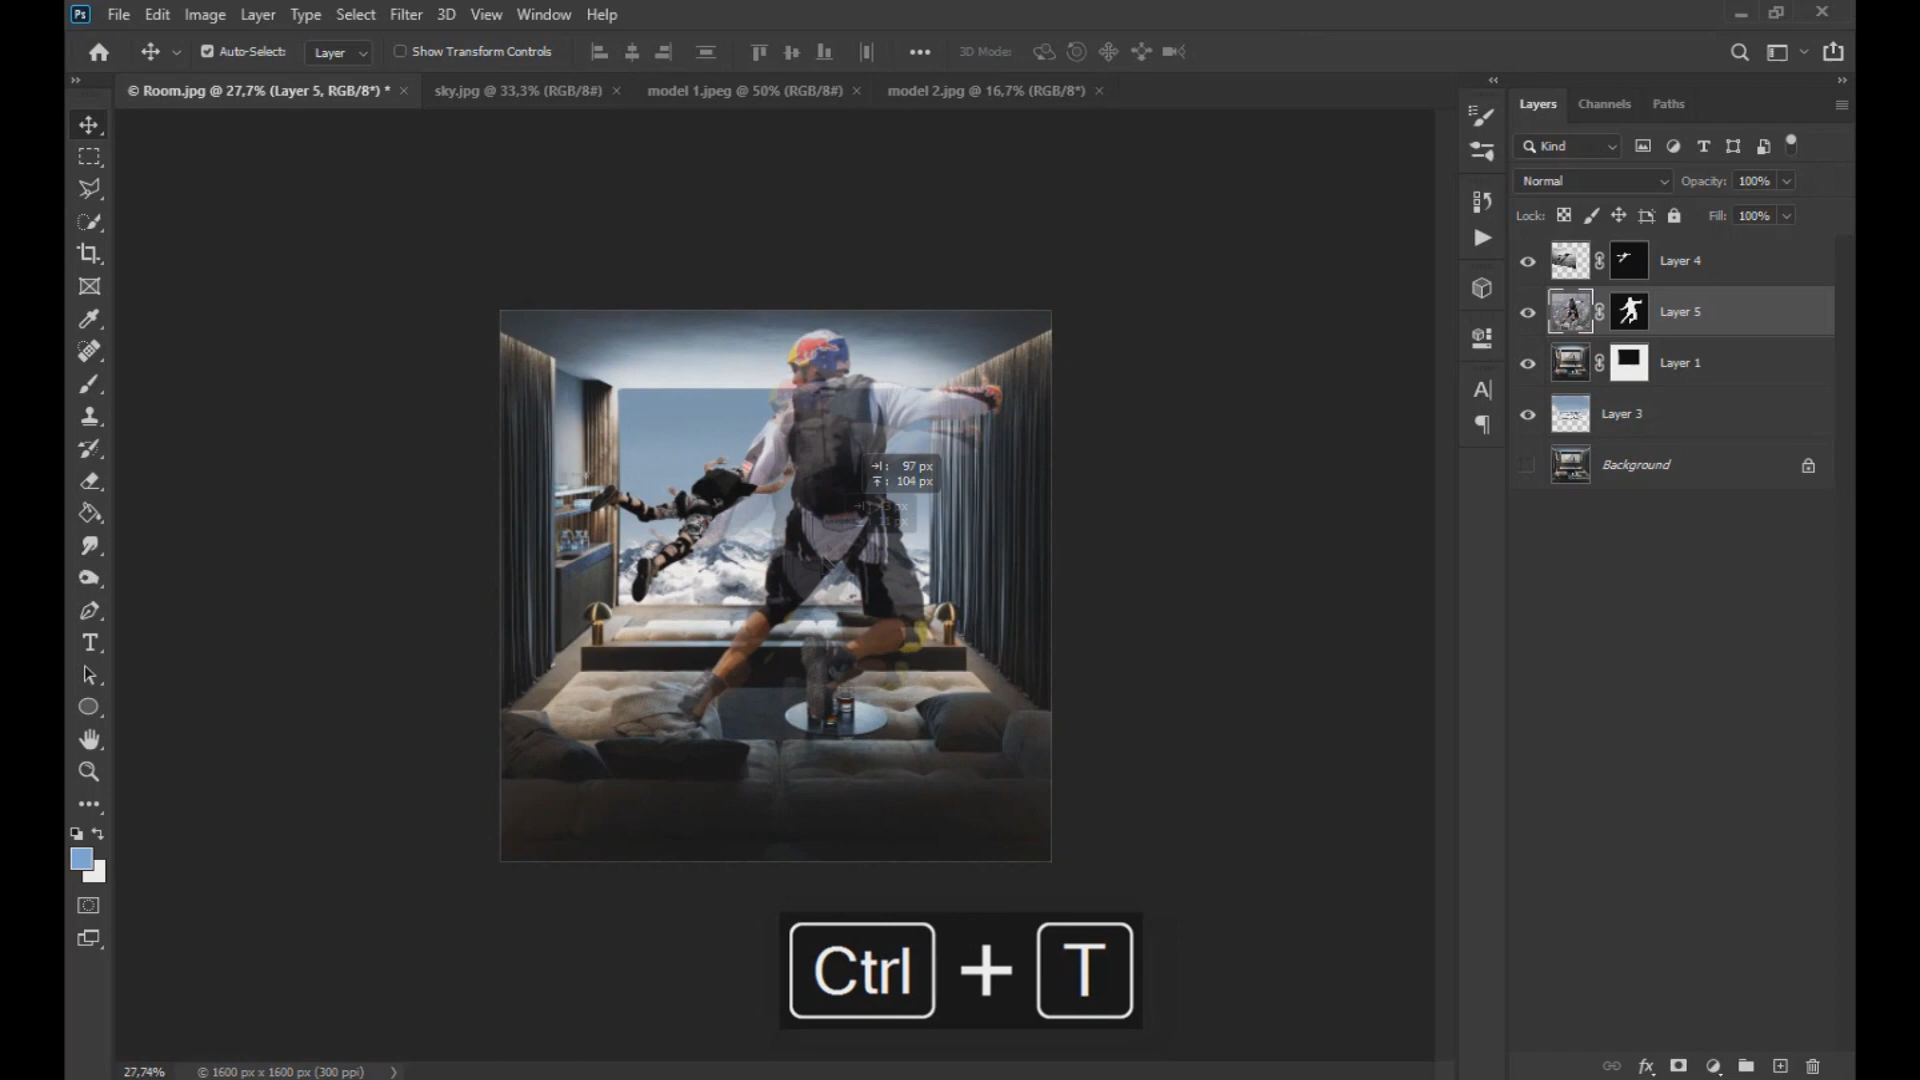 Ps File Edit Image Layer Type Select Filter 3D View Window Help
Auto-Select: Layer Show Transform Controls 3D Mode:
© Room.jpg @ 27,7% (Layer 5, RGB/8*) * sky.jpg @ 33,3% (RGB/8#) model 1.jpeg @ 50% (RGB/8#) model 2.jpg @ 16,7% (RGB/8*)
Layers Channels Paths
Kind
Normal Opacity: 100%
Lock: Fill: 100%
Layer 4
Layer 5
Layer 1
Layer 3
Background
97 px
104 px
Ctrl + T
27,74% © 1600 px x 1600 px (300 ppi)